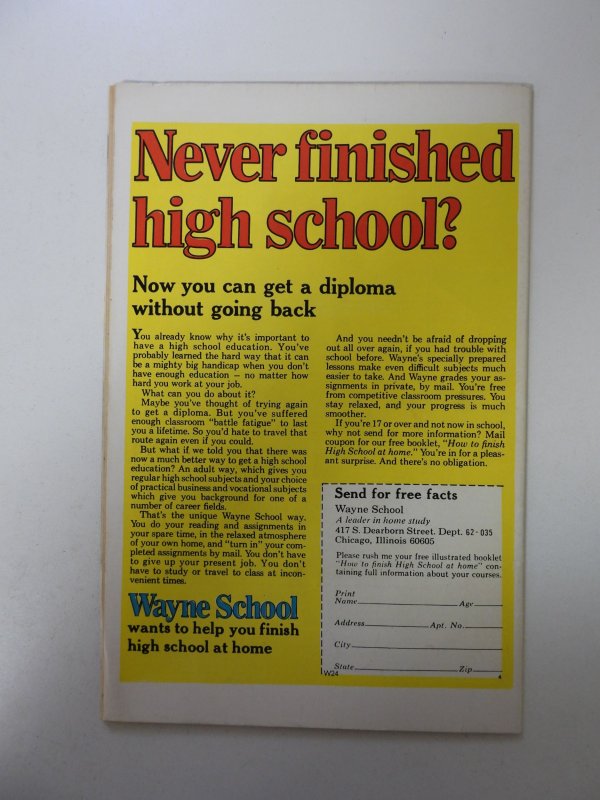 Never finished
high school?
Now you can get a diploma
without going back
You already know why it's important to
have a high school education. You've
probably learned the hard way that it can
be a mighty big handicap when you don't
have enough education — no matter how
hard you work at your job.
What can you do about it?
Maybe you've thought of trying again
to get a diploma. But you've suffered
enough classroom "battle fatigue" to last
you a lifetime. So you'd hate to travel that
route again even if you could.
But what if we told you that there was
now a much better way to get a high school
education? An adult way, which gives you
regular high school subjects and your choice
of practical business and vocational subjects
which give you background for one of a
number of career fields.
That's the unique Wayne School way.
You do your reading and assignments in
your spare time, in the relaxed atmosphere
of your own home, and "turn in" your com-
pleted assignments by mail. You don't have
to give up your present job. You don't
have to study or travel to class at incon-
venient times.
Wayne School
wants to help you finish
high school at home
And you needn't be afraid of dropping
out all over again, if you had trouble with
school before. Wayne's specially prepared
lessons make even difficult subjects much
easier to take. And Wayne grades your as-
signments in private, by mail. You're free
from competitive classroom pressures. You
stay relaxed, and your progress is much
smoother.
If you're 17 or over and not now in school,
why not send for more information? Mail
coupon for our free booklet, "How to finish
High School at home." You're in for a pleas-
ant surprise. And there's no obligation.
Send for free facts
Wayne School
A leader in home study
417 S. Dearborn Street. Dept. 62-035
Chicago, Illinois 60605
Please rush me your free illustrated booklet
"How to finish High School at home" con-
taining full information about your courses.
Print
Name Age
Address Apt. No.
City
State Zip
W24 4